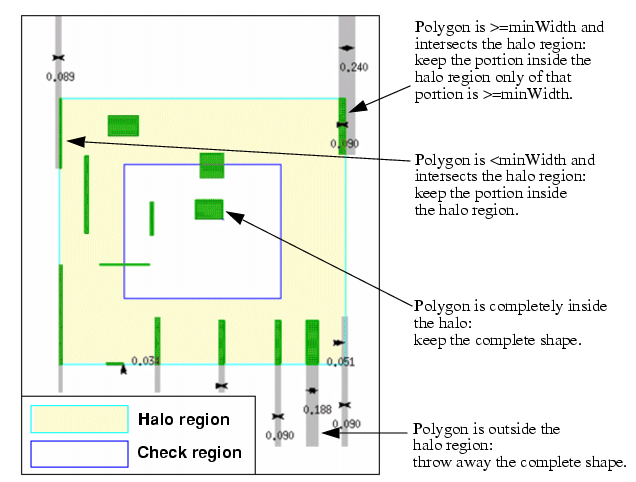 Polygon is >=minWidth and
intersects the halo region:
keep the portion inside the
halo region only of that
portion is >=minWidth.
0.240
0.089
0.090
Polygon is <minWidth and
intersects the halo region:
keep the portion inside
the halo region.
Polygon is completely inside
the halo:
keep the complete shape.
0.034
0.051
0.188
0.090
0.090
Polygon is outside the
halo region:
throw away the complete shape.
Halo region
Check region